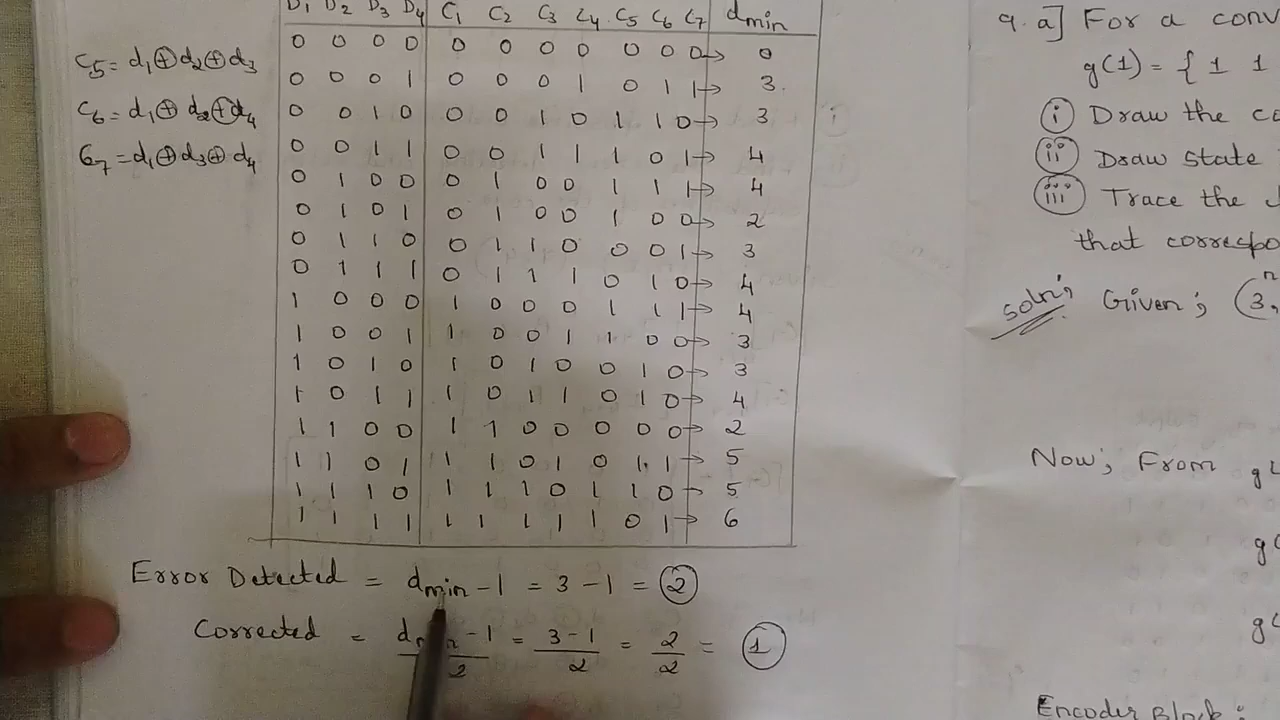 D1 D2 D3 D4 C1 C2 C3 C4 C5 C6 C7 dmin
0 0 0 0 0 0 0 0 0 0 0 → 0
0 0 0 1 0 0 0 1 0 1 1 → 3
0 0 1 0 0 0 1 0 1 1 0 → 3
0 0 1 1 0 0 1 1 1 0 1 → 4
0 1 0 0 0 1 0 0 1 1 1 → 4
0 1 0 1 0 1 0 0 1 0 0 → 2
0 1 1 0 0 1 1 0 0 0 1 → 3
0 1 1 1 0 1 1 1 0 1 0 → 4
1 0 0 0 1 0 0 0 1 1 1 → 4
1 0 0 1 1 0 0 1 1 0 0 → 3
1 0 1 0 1 0 1 0 0 1 0 → 3
1 0 1 1 1 0 1 1 0 1 0 → 4
1 1 0 0 1 1 0 0 0 0 0 → 2
1 1 0 1 1 1 0 1 0 1 1 → 5
1 1 1 0 1 1 1 0 1 1 0 → 5
1 1 1 1 1 1 1 1 1 0 1 → 6
C5 = d1⊕d2⊕d3
C6 = d1⊕d2⊕d4
C7 = d1⊕d3⊕d4
Error Detected = dmin - 1 = 3 - 1 = 2
Corrected = dmin - 1 / 2 = 3 - 1 / 2 = 2 / 2 = 1
9. a] For a conv
g(1) = { 1 1
(i) Draw the
(ii) Draw state
(iii) Trace the
that correspo
Soln; Given; (3,
Now; From g(
g(
g(
Encoder Block: